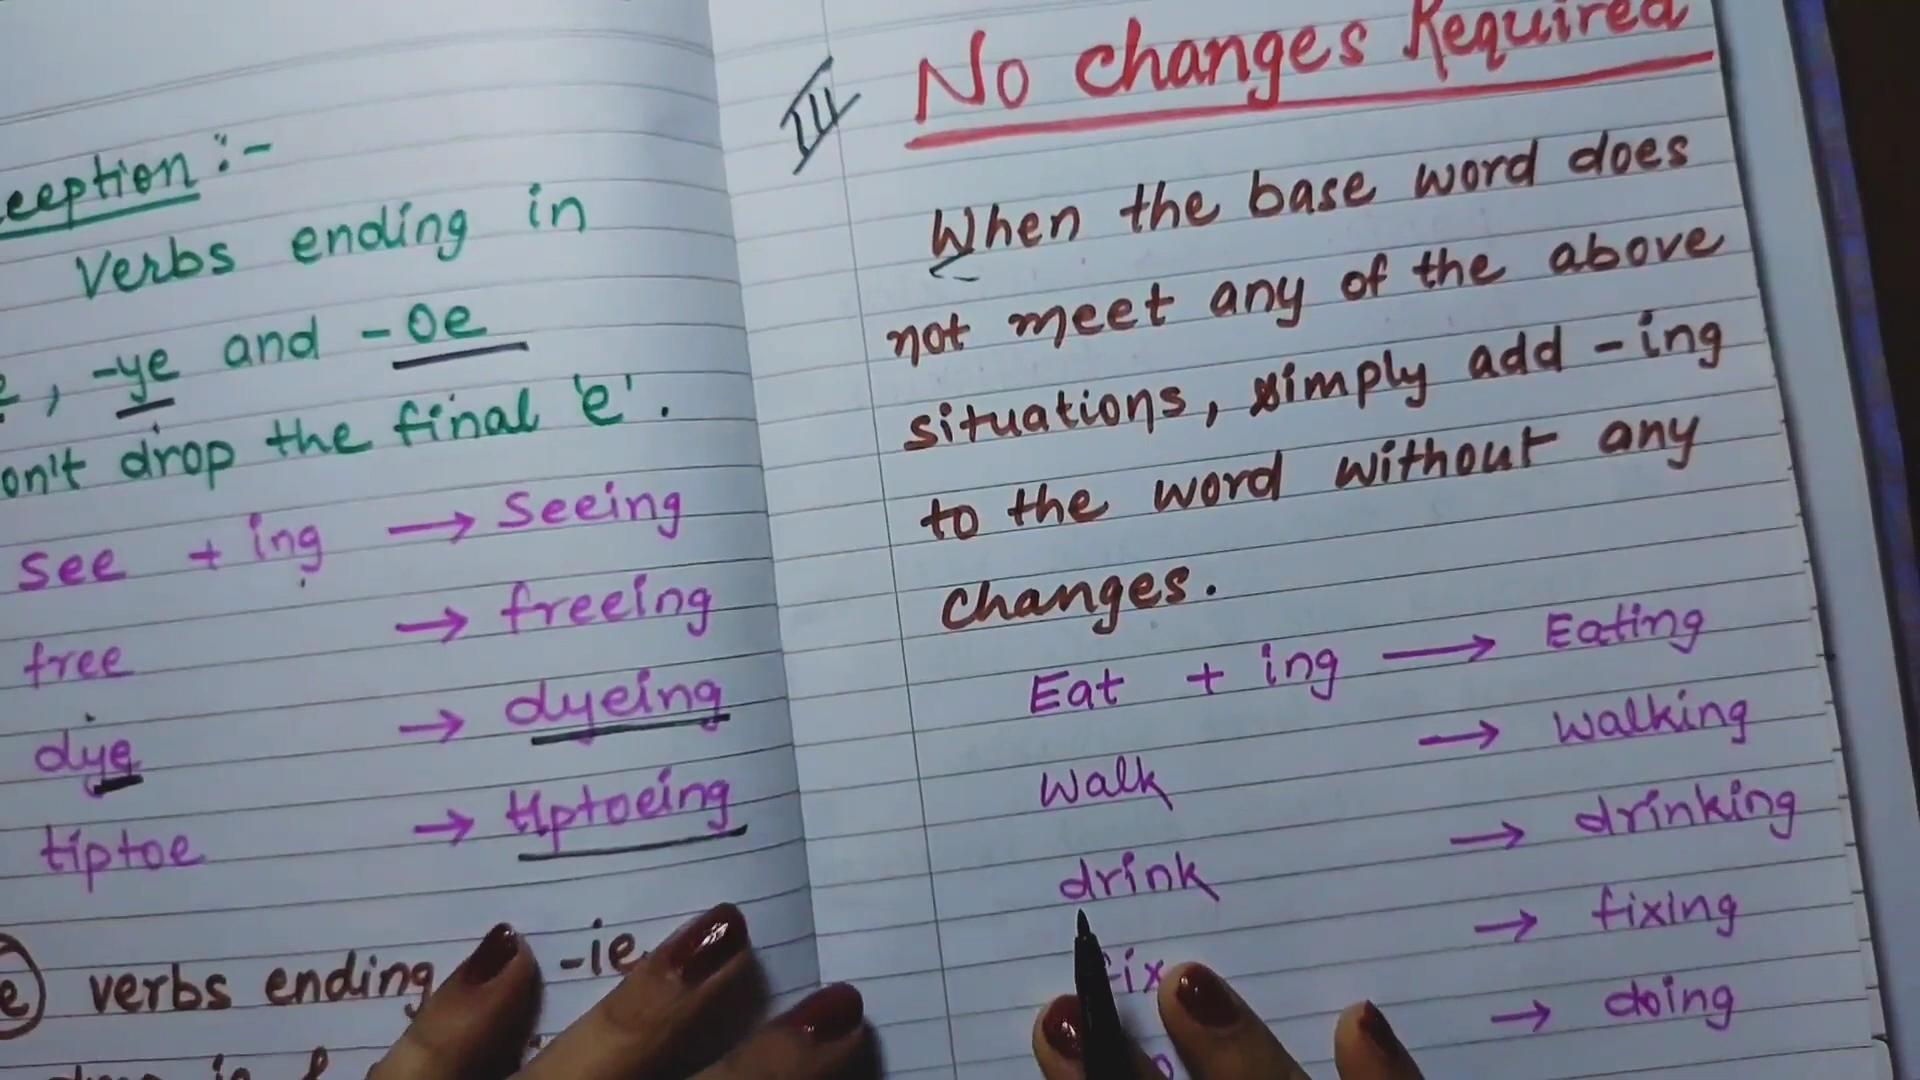 eeption :-
Verbs ending in
, -ye and -oe
on't drop the final 'e'.
see + ing → Seeing
free → freeing
dye → dyeing
tiptoe → tiptoeing
e verbs ending -ie
III No changes Required
When the base word does
not meet any of the above
situations, simply add -ing
to the word without any
changes.
Eat + ing → Eating
Walk → Walking
drink → drinking
fix → fixing
→ doing